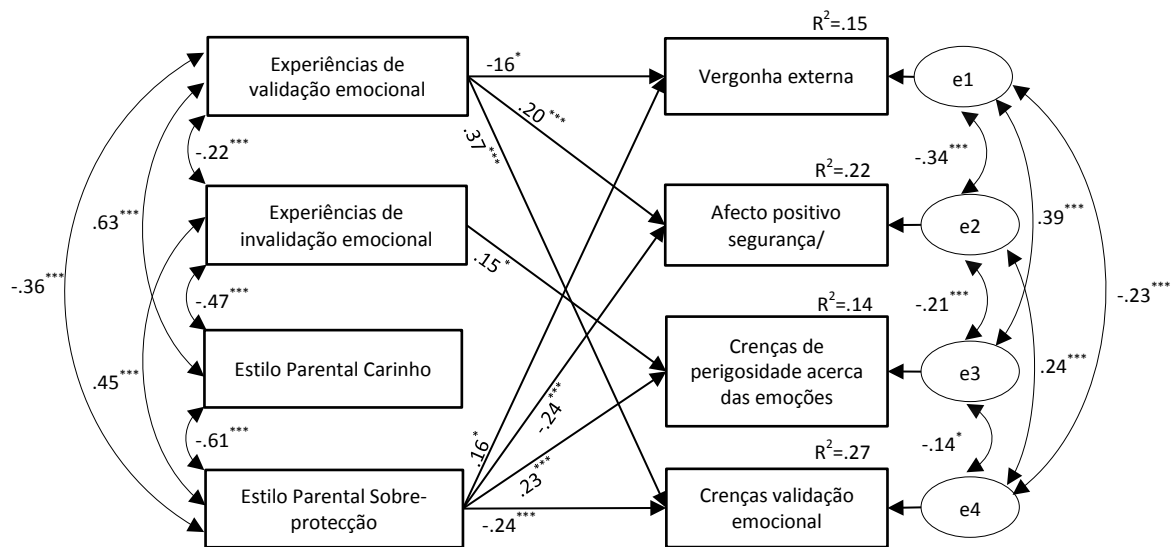 R²=.15
Experiências de
validação emocional
-16*
Vergonha externa
e1
.20***
.37***
-.22***
-.34***
R²=.22
Experiências de
invalidação emocional
Afecto positivo
segurança/
e2
.63***
.39***
.15*
-.36***
-.47***
-.21***
-.23***
R²=.14
Estilo Parental Carinho
Crenças de
perigosidade acerca
das emoções
e3
.45***
.24***
-.61***
-.24***
.16*
-.14*
R²=.27
.23***
Estilo Parental Sobre-
protecção
-.24***
Crenças validação
emocional
e4